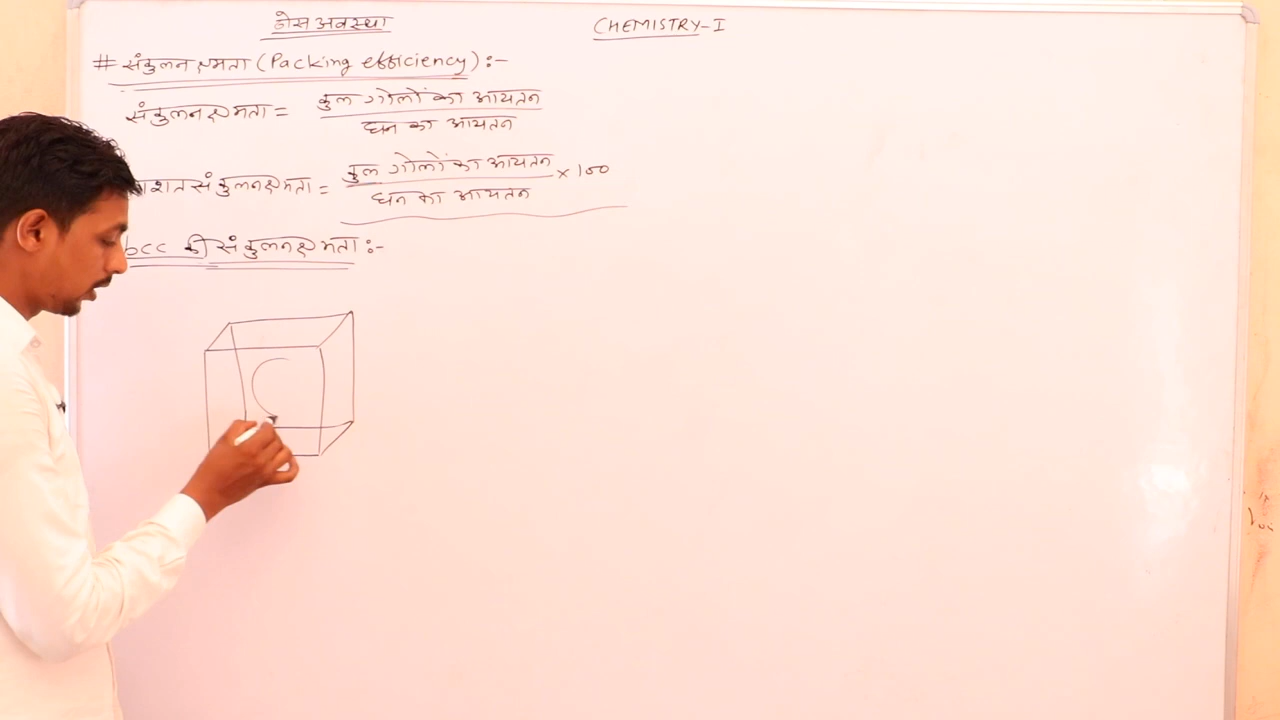 ठोस अवस्था
CHEMISTRY-I
# संकुलन क्षमता (Packing efficiency) :-
संकुलन क्षमता = कुल गोलों का आयतन / घन का आयतन
शत संकुलन क्षमता = कुल गोलों का आयतन / घन का आयतन × 100
bcc की संकुलन क्षमता :-